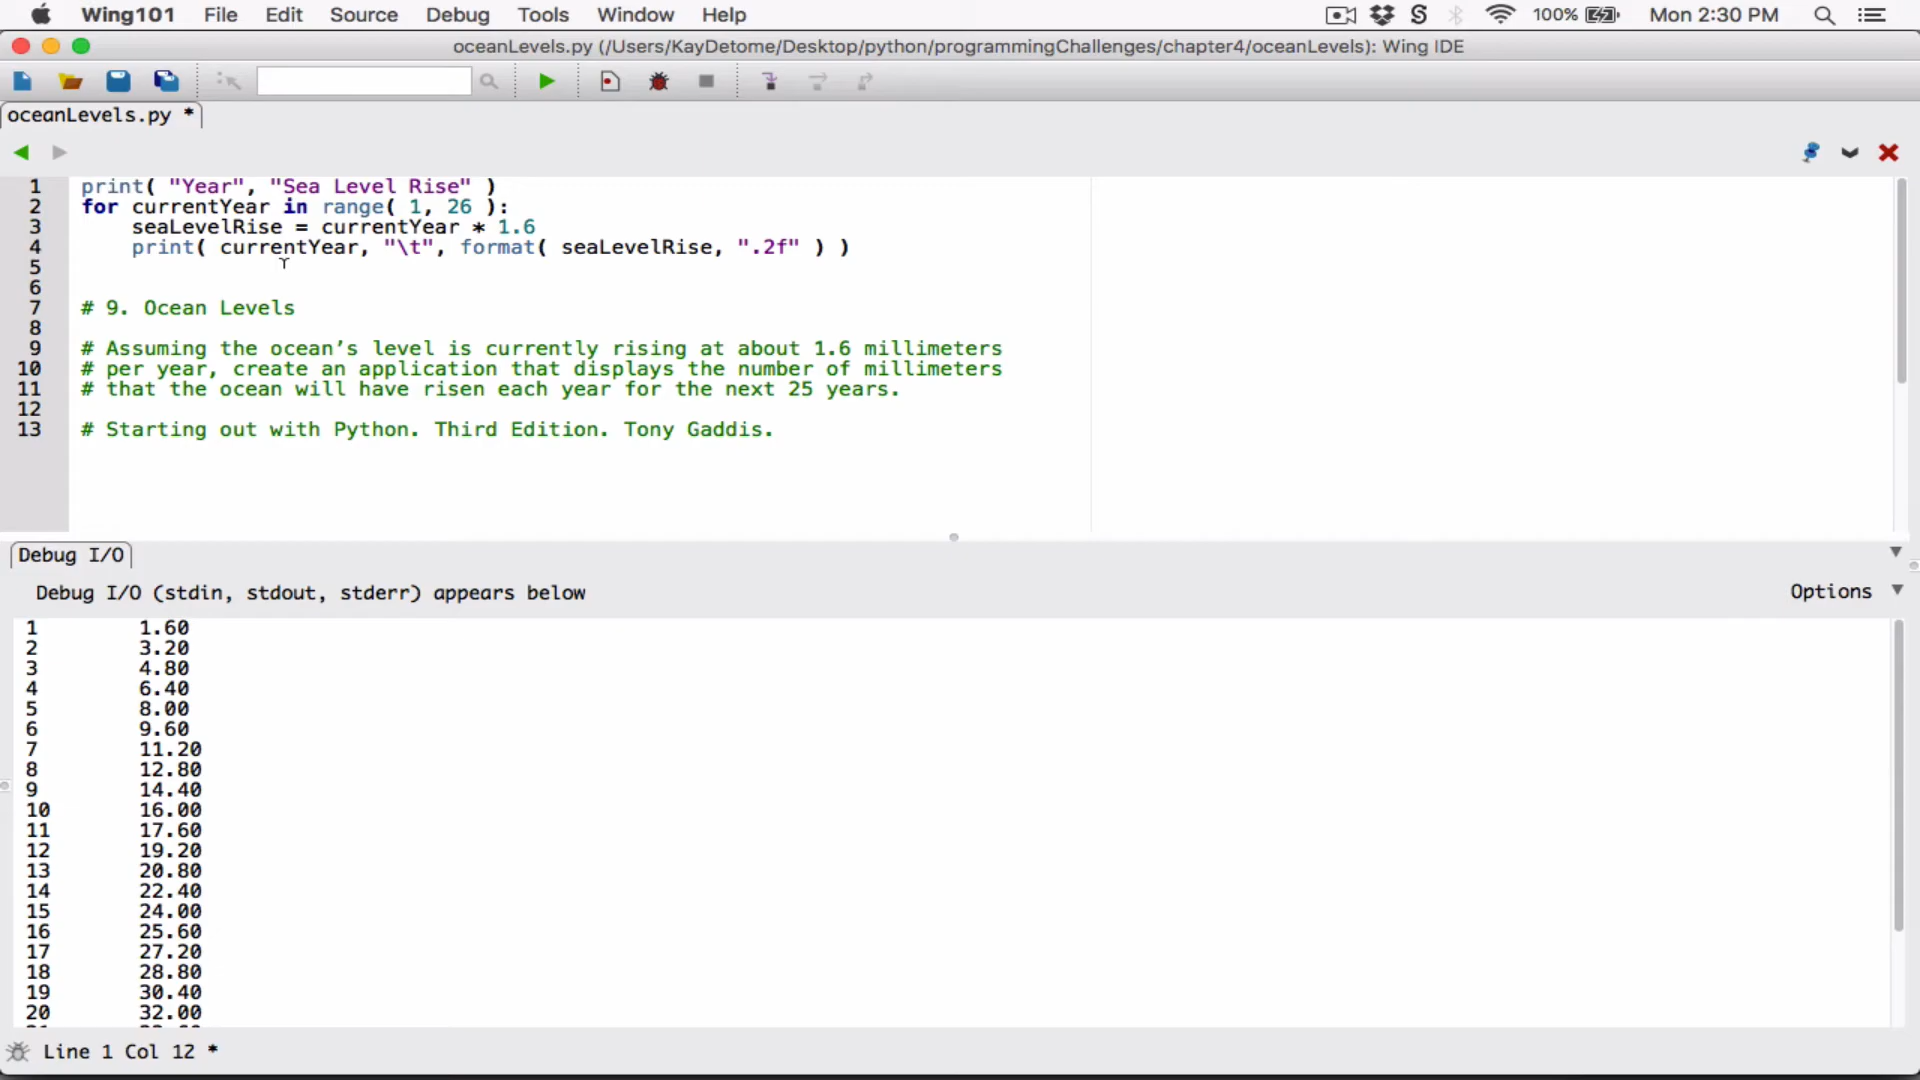 Wing101 File Edit Source Debug Tools Window Help 100% Mon 2:30 PM
oceanLevels.py (/Users/KayDetome/Desktop/python/programmingChallenges/chapter4/oceanLevels): Wing IDE
oceanLevels.py *
1 print( "Year", "Sea Level Rise" )
2 for currentYear in range( 1, 26 ):
3 seaLevelRise = currentYear * 1.6
4 print( currentYear, "\t", format( seaLevelRise, ".2f" ) )
5
6
7 # 9. Ocean Levels
8
9 # Assuming the ocean’s level is currently rising at about 1.6 millimeters
10 # per year, create an application that displays the number of millimeters
11 # that the ocean will have risen each year for the next 25 years.
12
13 # Starting out with Python. Third Edition. Tony Gaddis.
Debug I/O
Debug I/O (stdin, stdout, stderr) appears below Options
1 1.60
2 3.20
3 4.80
4 6.40
5 8.00
6 9.60
7 11.20
8 12.80
9 14.40
10 16.00
11 17.60
12 19.20
13 20.80
14 22.40
15 24.00
16 25.60
17 27.20
18 28.80
19 30.40
20 32.00
Line 1 Col 12 *